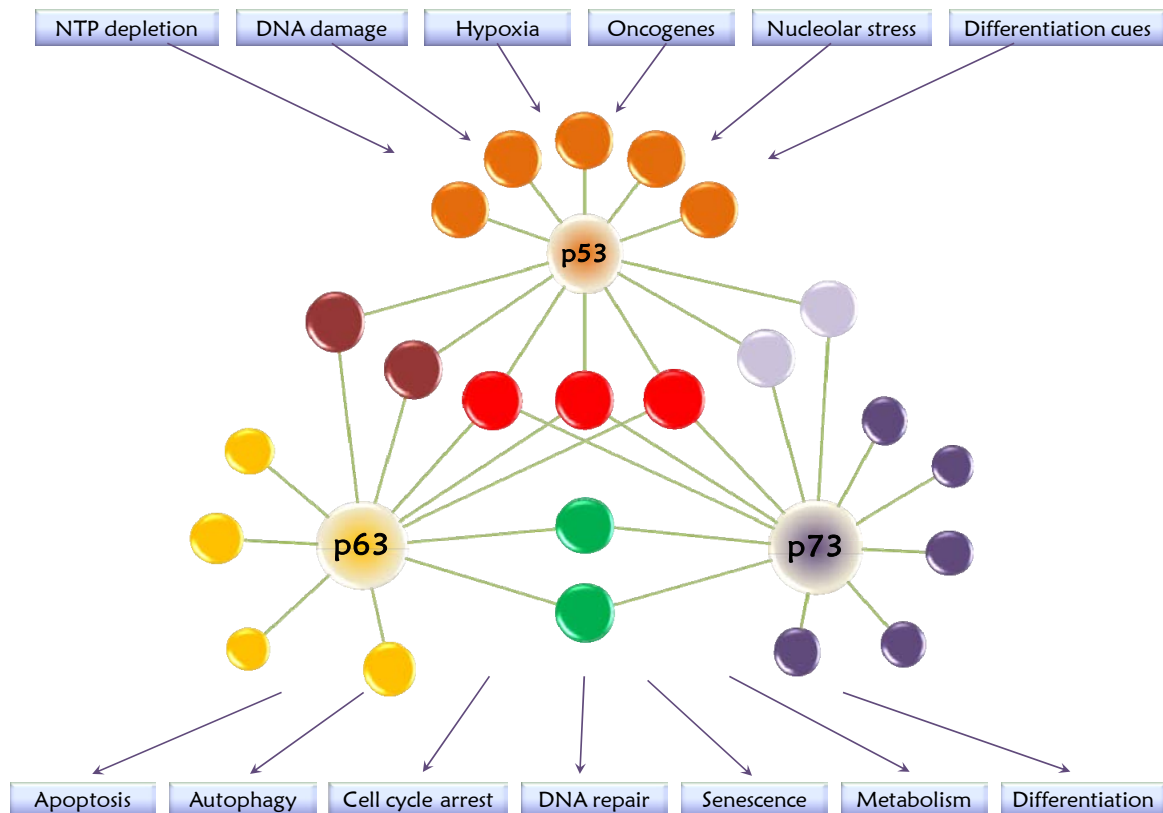 NTP depletion
DNA damage
Hypoxia
Oncogenes
Nucleolar stress
Differentiation cues
p53
p63
p73
Apoptosis
Autophagy
Cell cycle arrest
DNA repair
Senescence
Metabolism
Differentiation